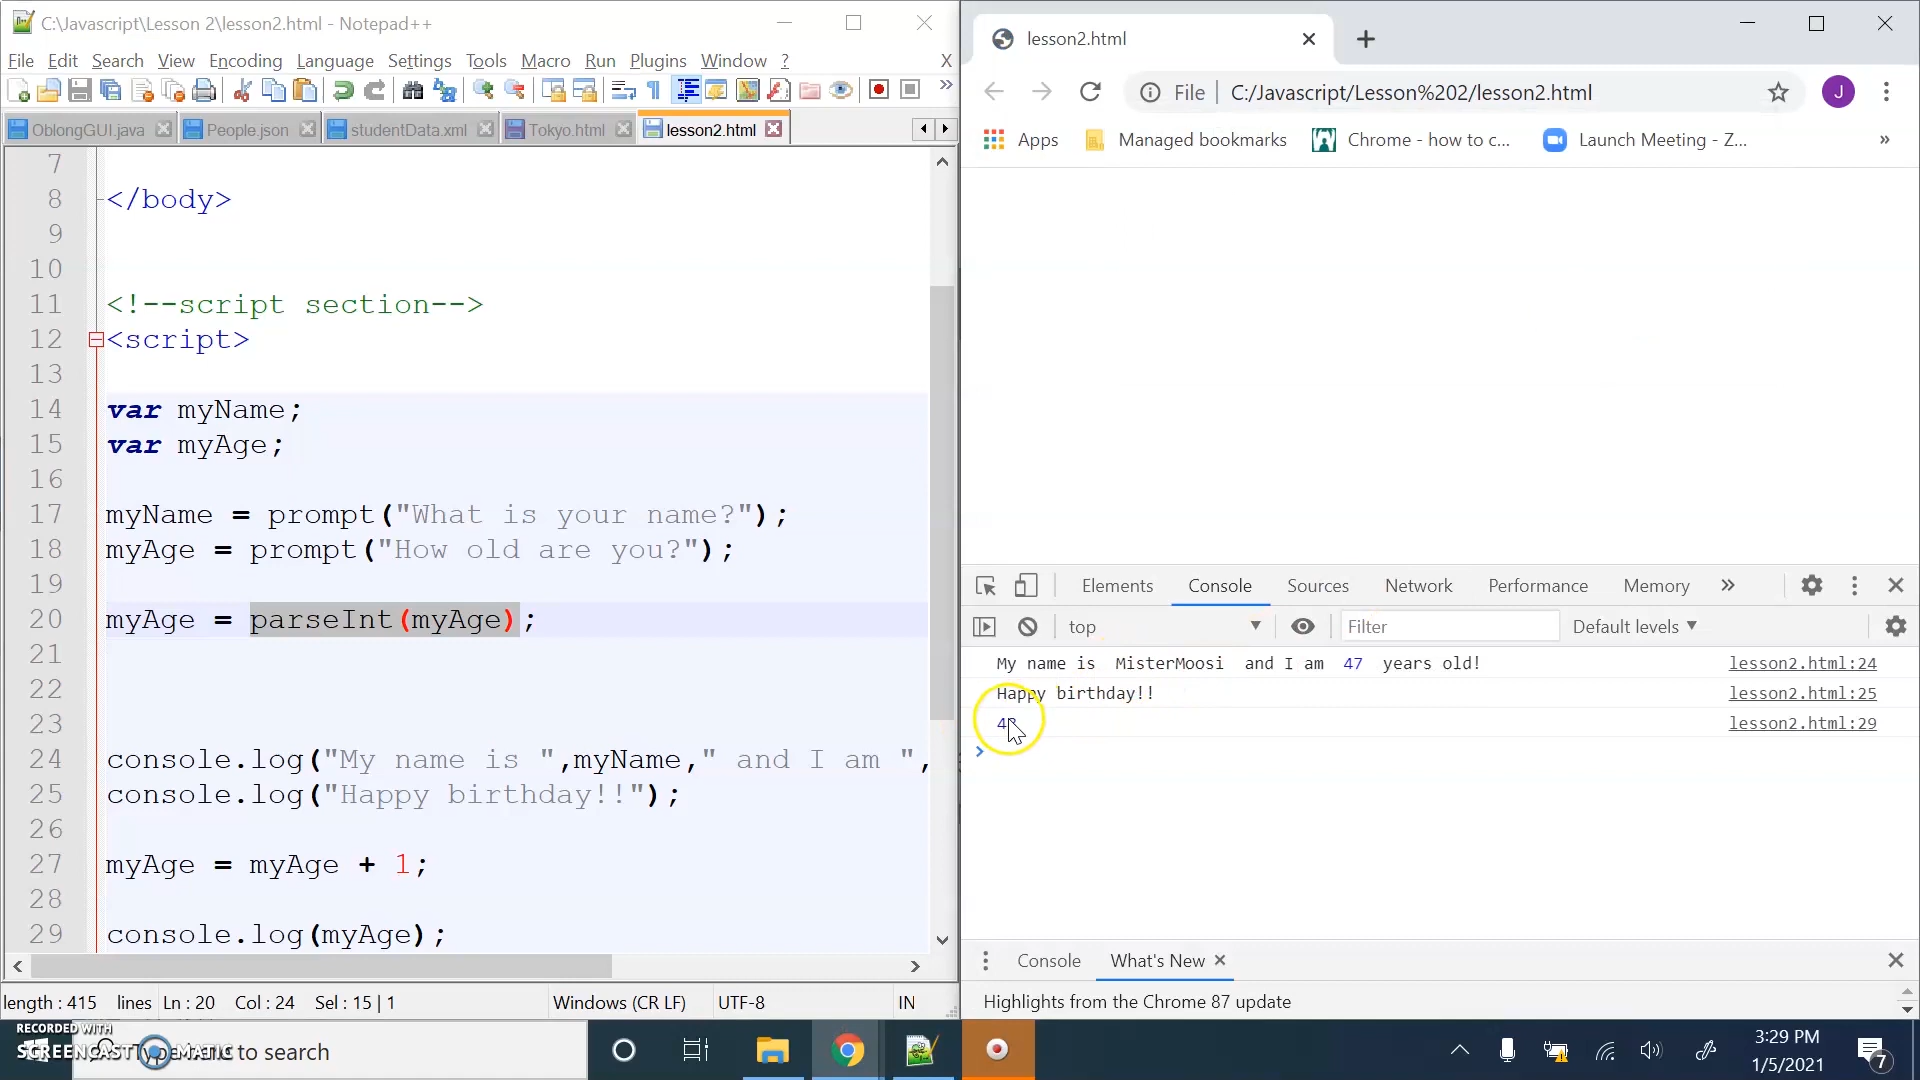 C:\Javascript\Lesson 2\lesson2.html - Notepad++
File Edit Search View Encoding Language Settings Tools Macro Run Plugins Window ? X
OblongGUI.java People.json studentData.xml Tokyo.html lesson2.html
7
8 </body>
9
10
11 <!--script section-->
12 <script>
13
14 var myName;
15 var myAge;
16
17 myName = prompt("What is your name?");
18 myAge = prompt("How old are you?");
19
20 myAge = parseInt(myAge);
21
22
23
24 console.log("My name is ",myName," and I am ",
25 console.log("Happy birthday!!");
26
27 myAge = myAge + 1;
28
29 console.log(myAge);
length : 415 lines Ln : 20 Col : 24 Sel : 15 | 1 Windows (CR LF) UTF-8 IN
lesson2.html
File C:/Javascript/Lesson%202/lesson2.html J
Apps Managed bookmarks Chrome - how to c... Launch Meeting - Z... »
Elements Console Sources Network Performance Memory »
top Filter Default levels
My name is MisterMoosi and I am 47 years old! lesson2.html:24
Happy birthday!! lesson2.html:25
lesson2.html:29
Console What's New
Highlights from the Chrome 87 update
RECORDED WITH
SCREENCAST MATIC
to search
3:29 PM
1/5/2021
7